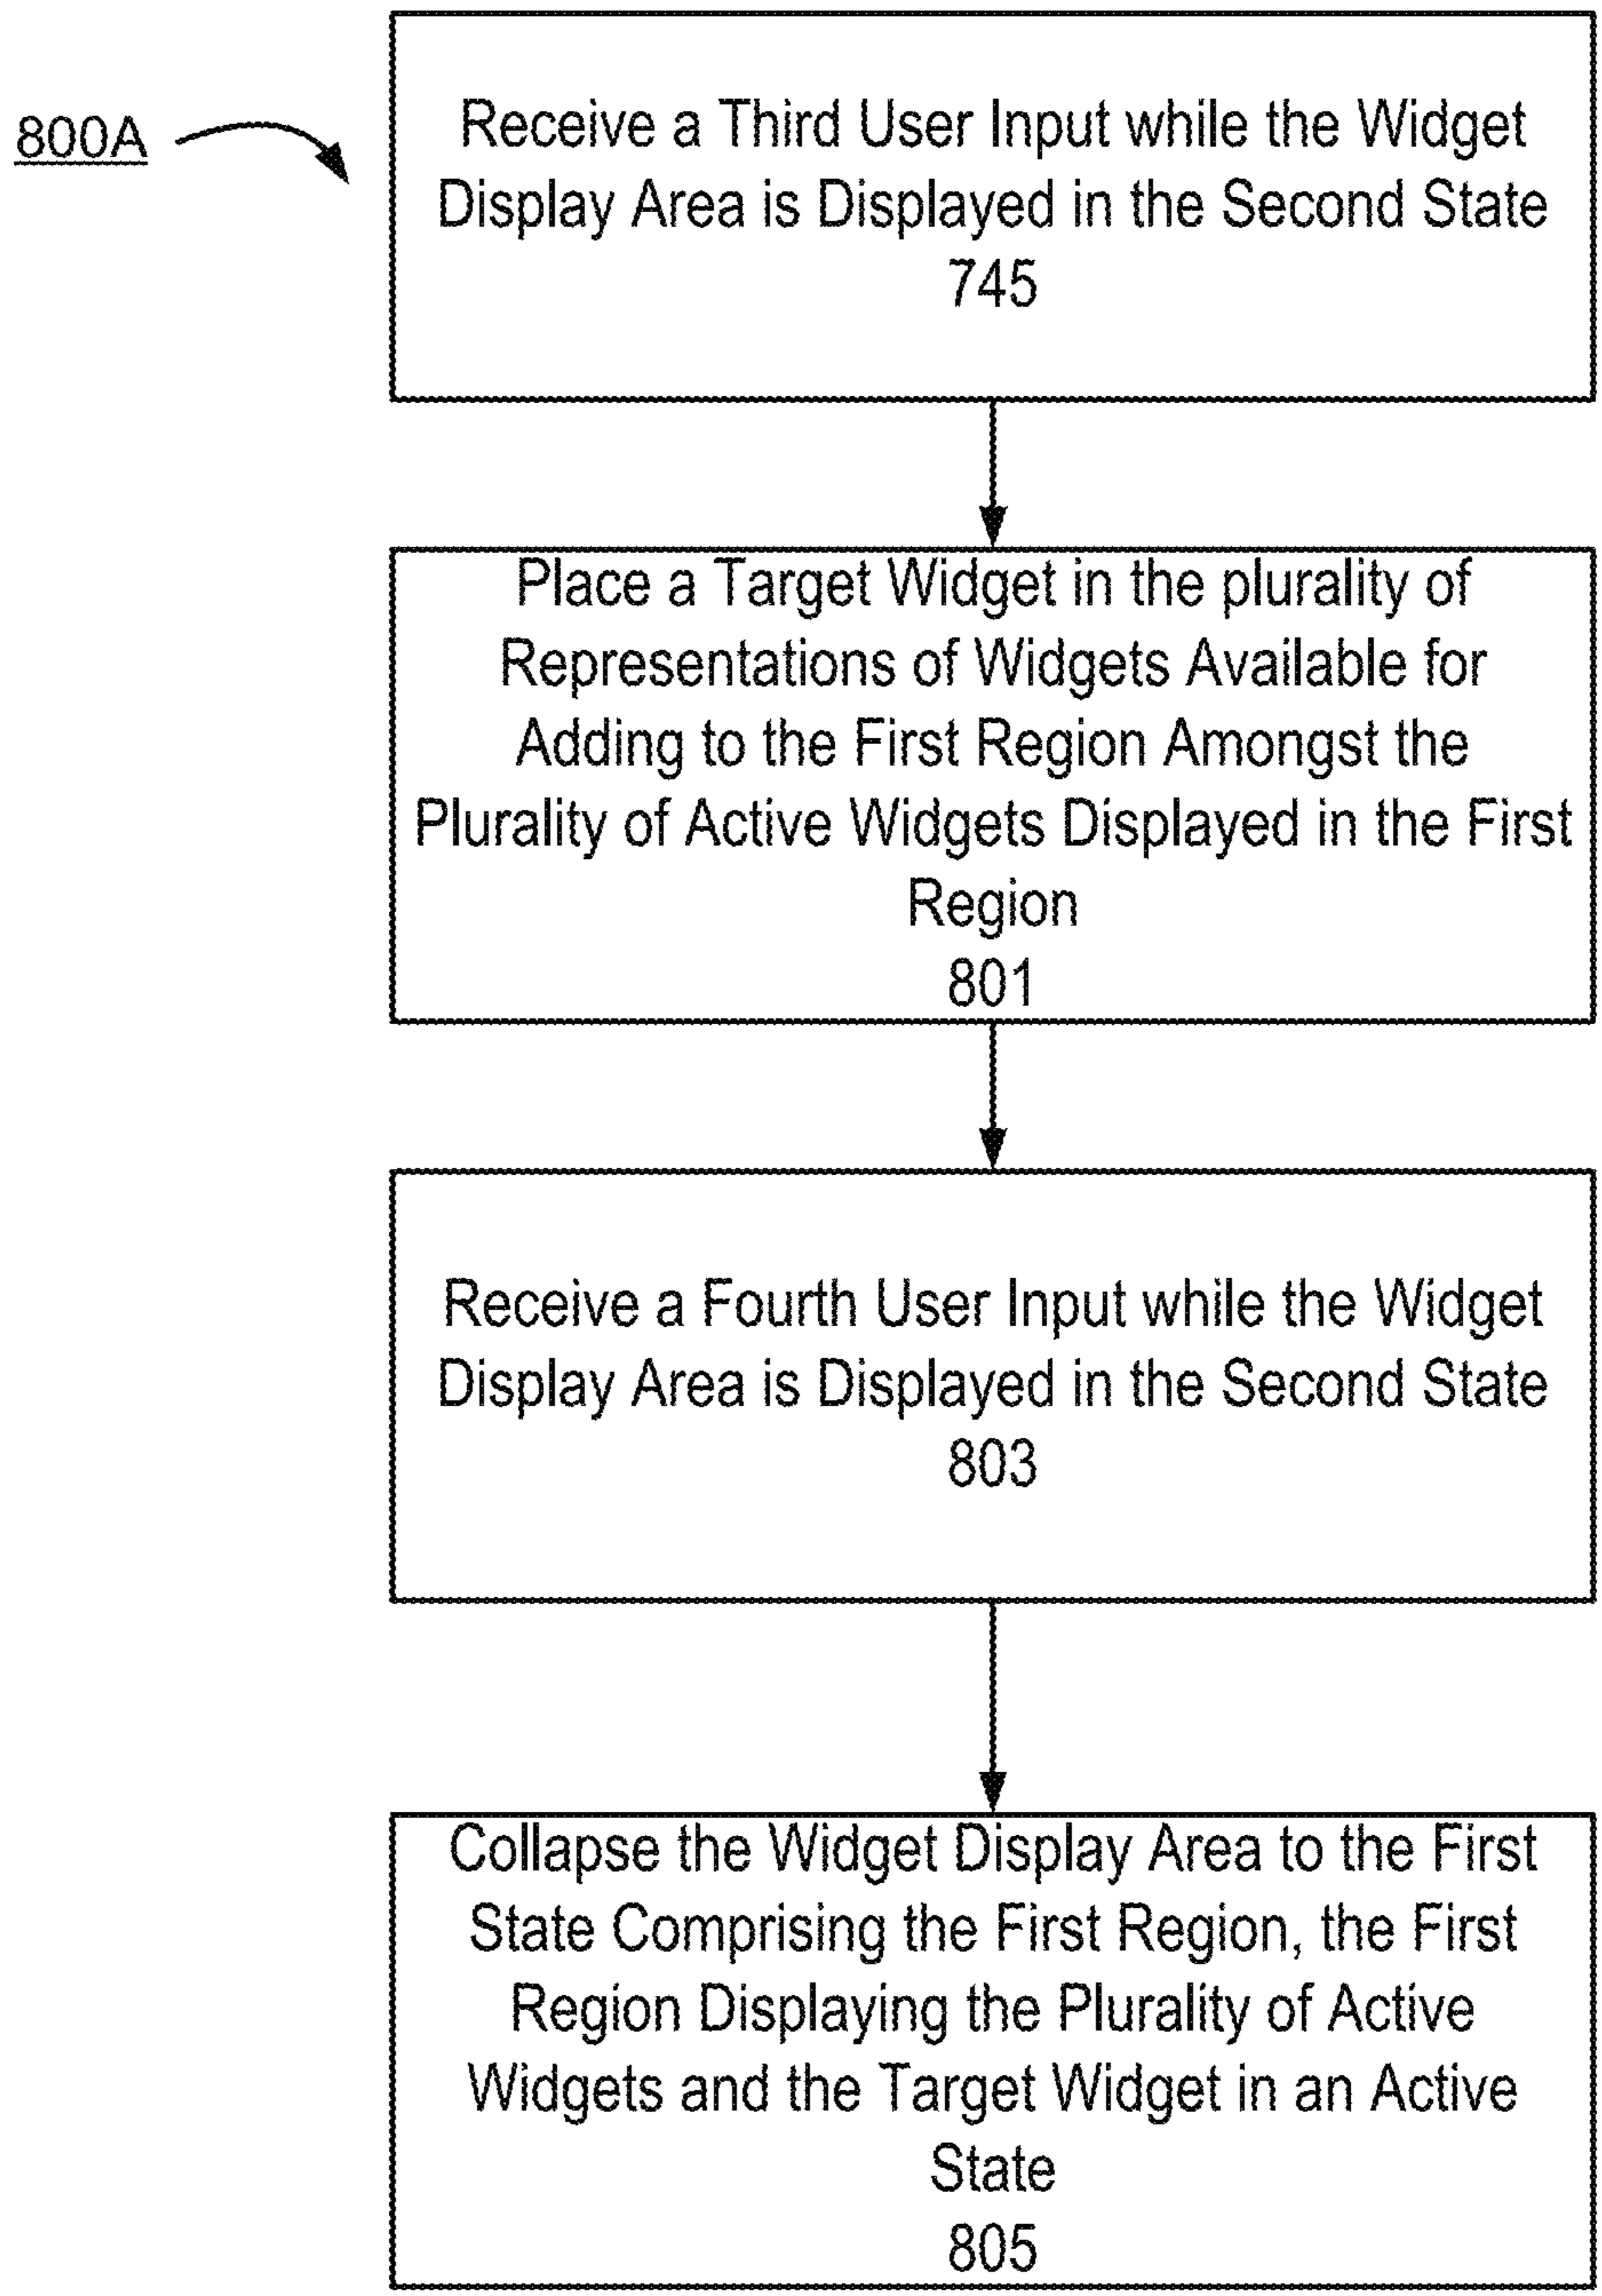 800A
Receive a Third User Input while the Widget
Display Area is Displayed in the Second State
745
Place a Target Widget in the plurality of
Representations of Widgets Available for
Adding to the First Region Amongst the
Plurality of Active Widgets Displayed in the First
Region
801
Receive a Fourth User Input while the Widget
Display Area is Displayed in the Second State
803
Collapse the Widget Display Area to the First
State Comprising the First Region, the First
Region Displaying the Plurality of Active
Widgets and the Target Widget in an Active
State
805